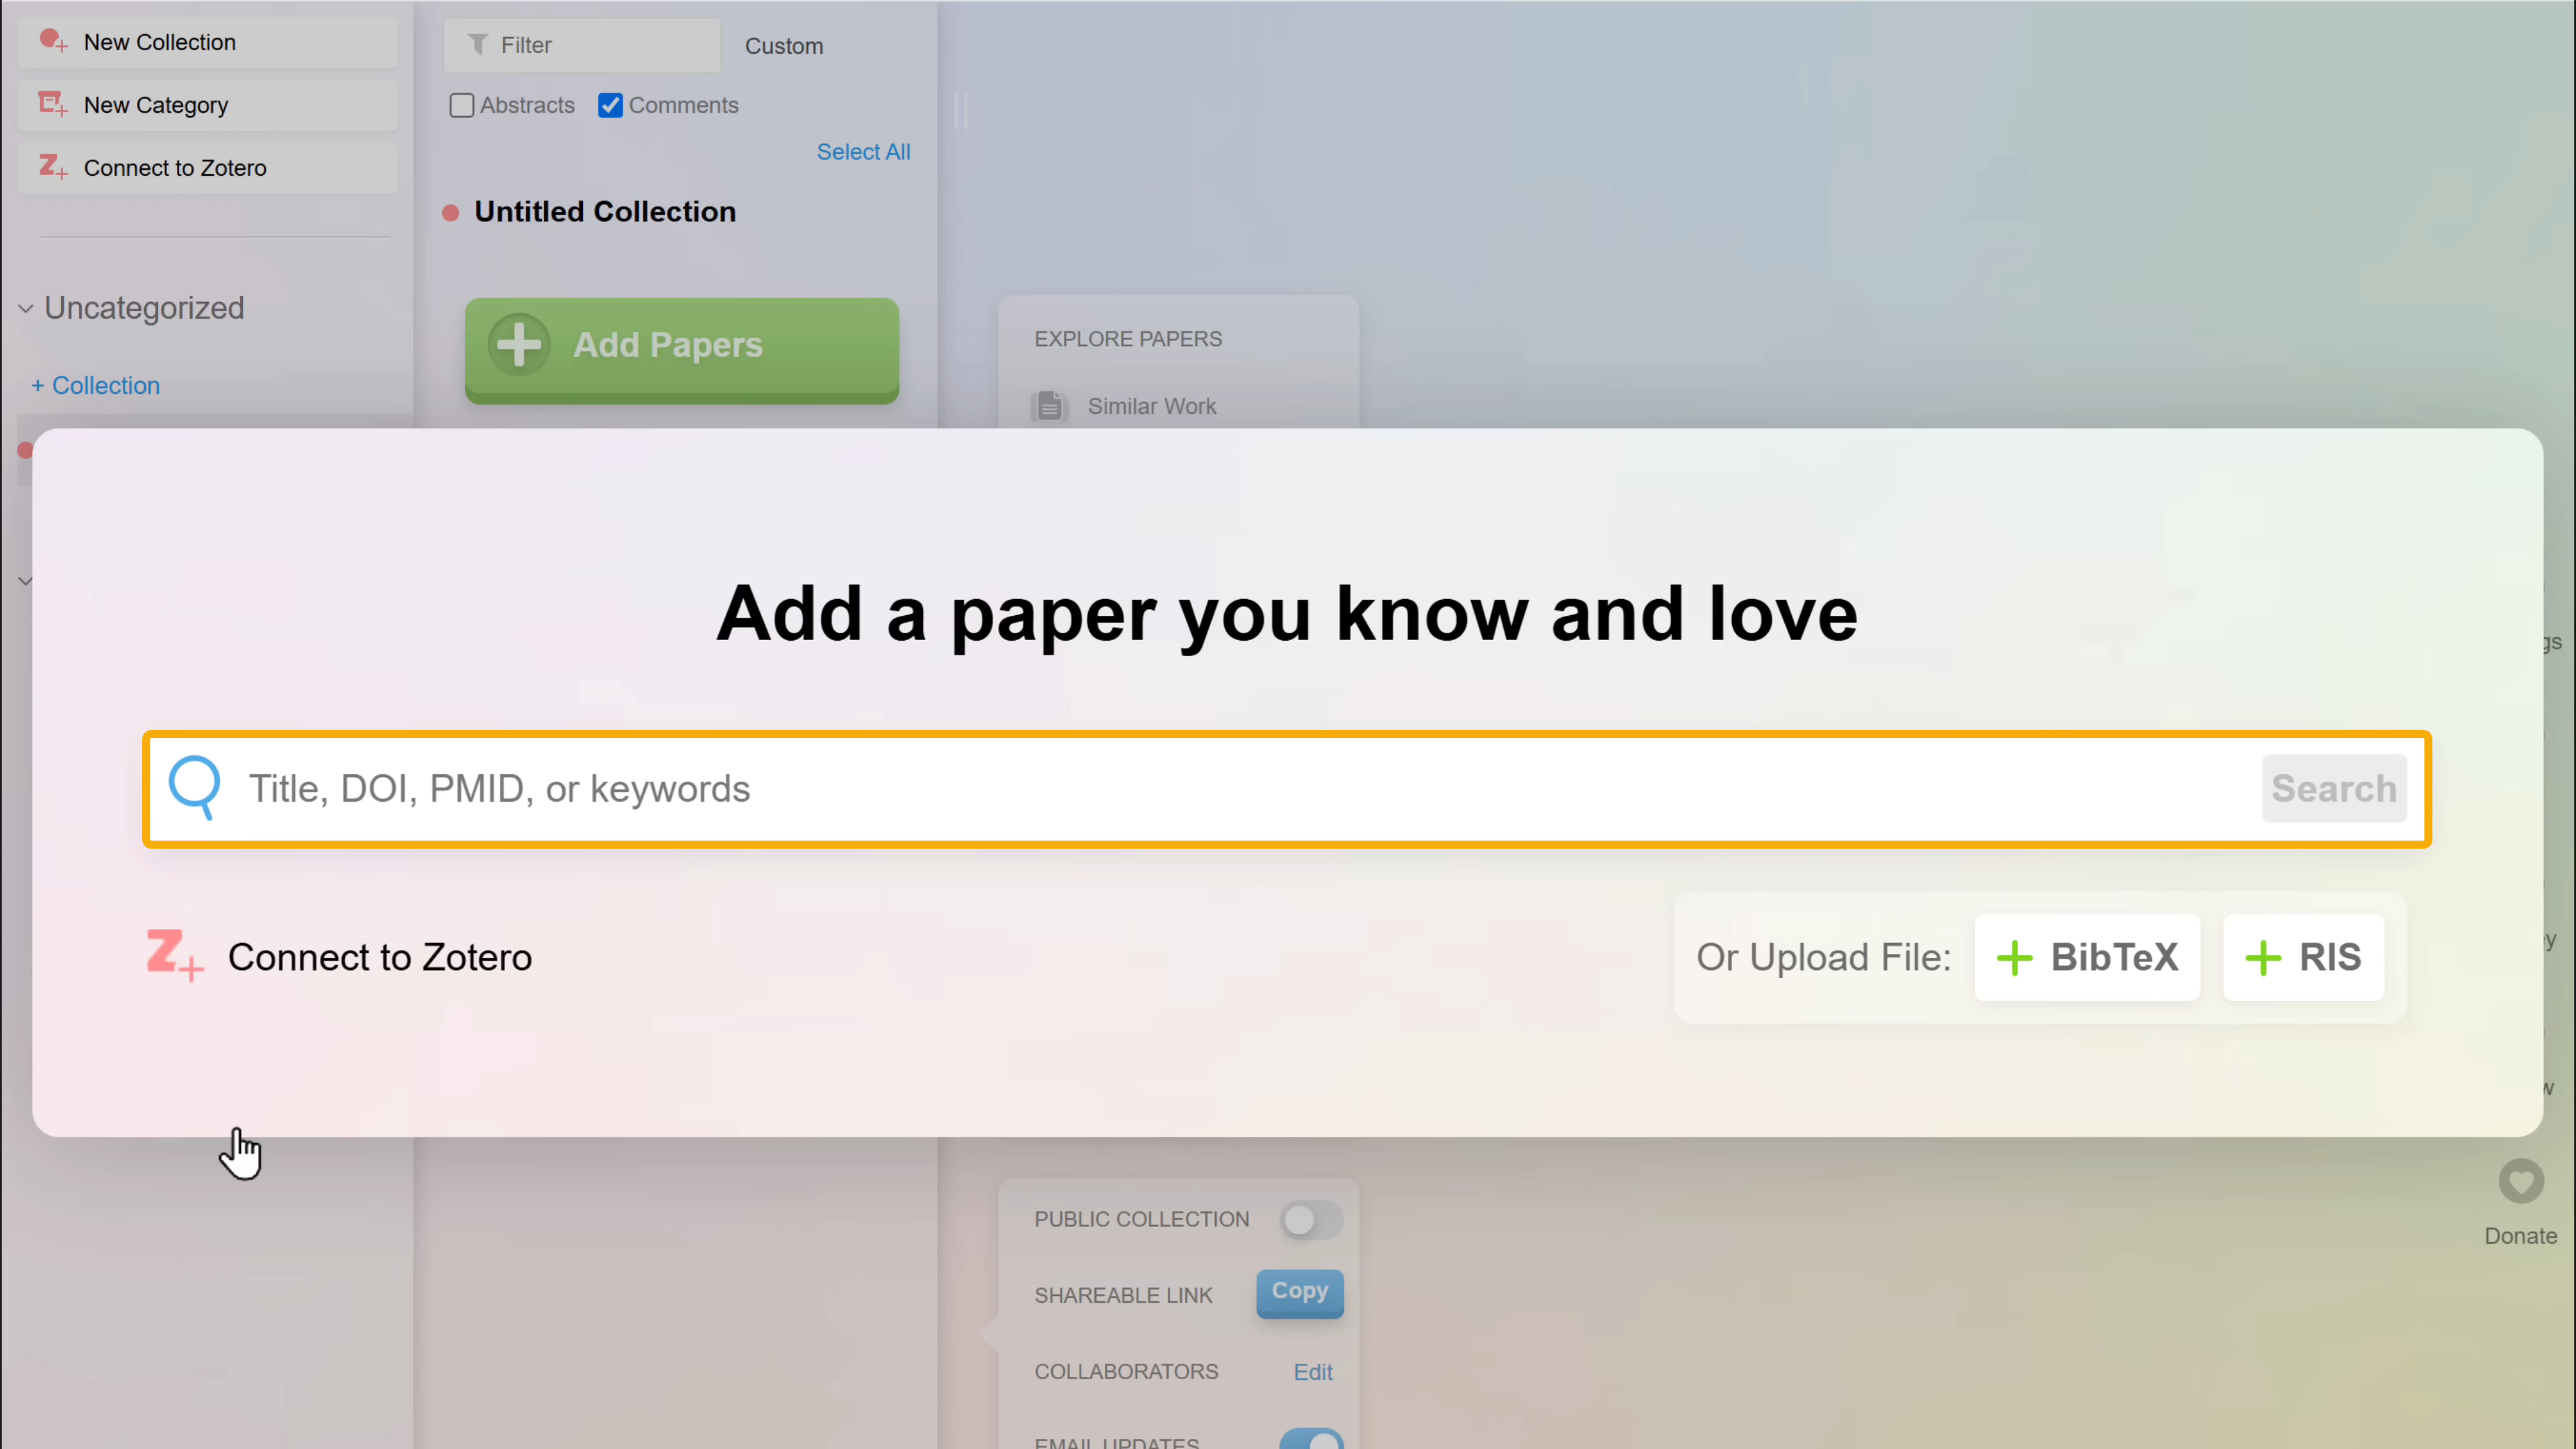 New Collection
New Category
Connect to Zotero
Uncategorized
+ Collection
Filter
Custom
Abstracts
Comments
Select All
Untitled Collection
Add Papers
EXPLORE PAPERS
Similar Work
Add a paper you know and love
Title, DOI, PMID, or keywords
Search
Connect to Zotero
Or Upload File:
BibTeX
RIS
PUBLIC COLLECTION
SHAREABLE LINK
Copy
COLLABORATORS
Edit
EMAIL UPDATES
Donate